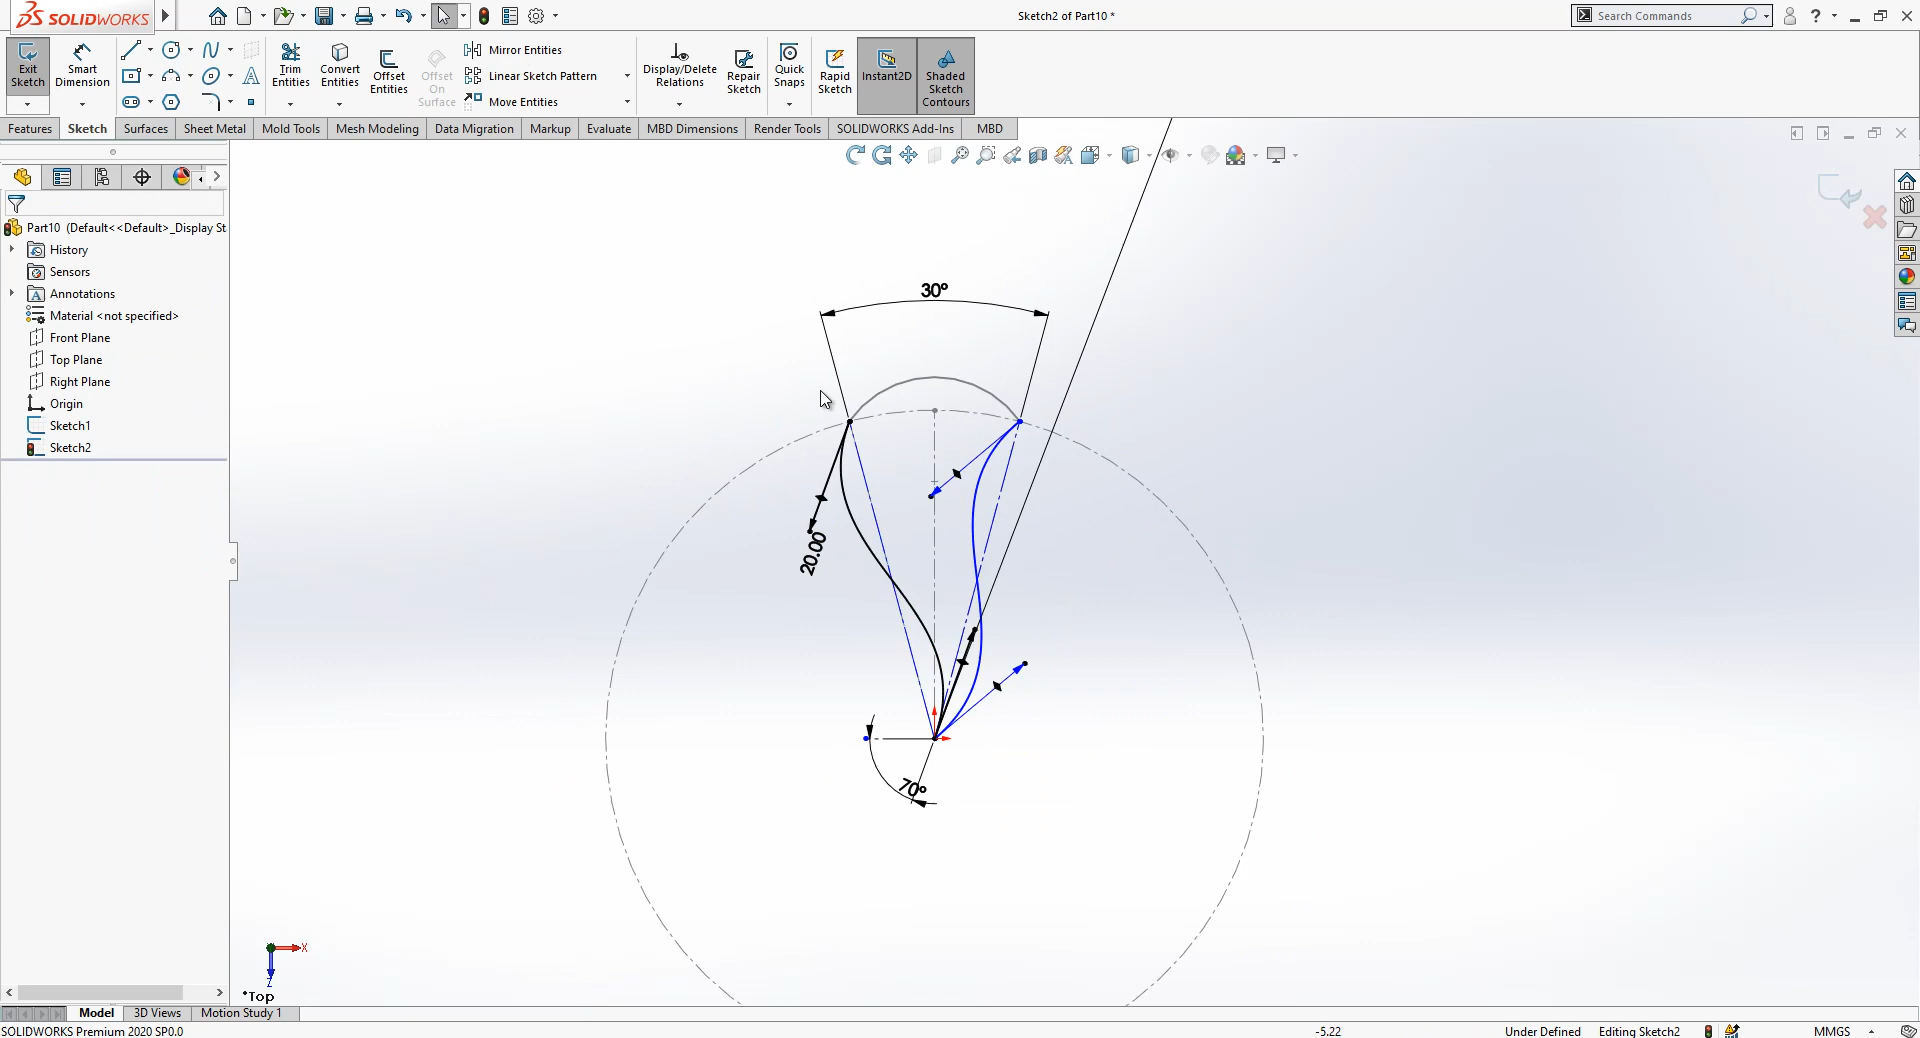 SOLIDWORKS
Sketch2 of Part10 *
Search Commands
Exit Sketch
Smart Dimension
Trim Entities
Convert Entities
Offset Entities
Offset On Surface
Mirror Entities
Linear Sketch Pattern
Move Entities
Display/Delete Relations
Repair Sketch
Quick Snaps
Rapid Sketch
Instant2D
Shaded Sketch Contours
Features
Sketch
Surfaces
Sheet Metal
Mold Tools
Mesh Modeling
Data Migration
Markup
Evaluate
MBD Dimensions
Render Tools
SOLIDWORKS Add-Ins
MBD
Part10 (Default<<Default>_Display St
History
Sensors
Annotations
Material <not specified>
Front Plane
Top Plane
Right Plane
Origin
Sketch1
Sketch2
30°
20.00
70°
X
Z
*Top
Model
3D Views
Motion Study 1
SOLIDWORKS Premium 2020 SP0.0
-5.22
Under Defined
Editing Sketch2
MMGS